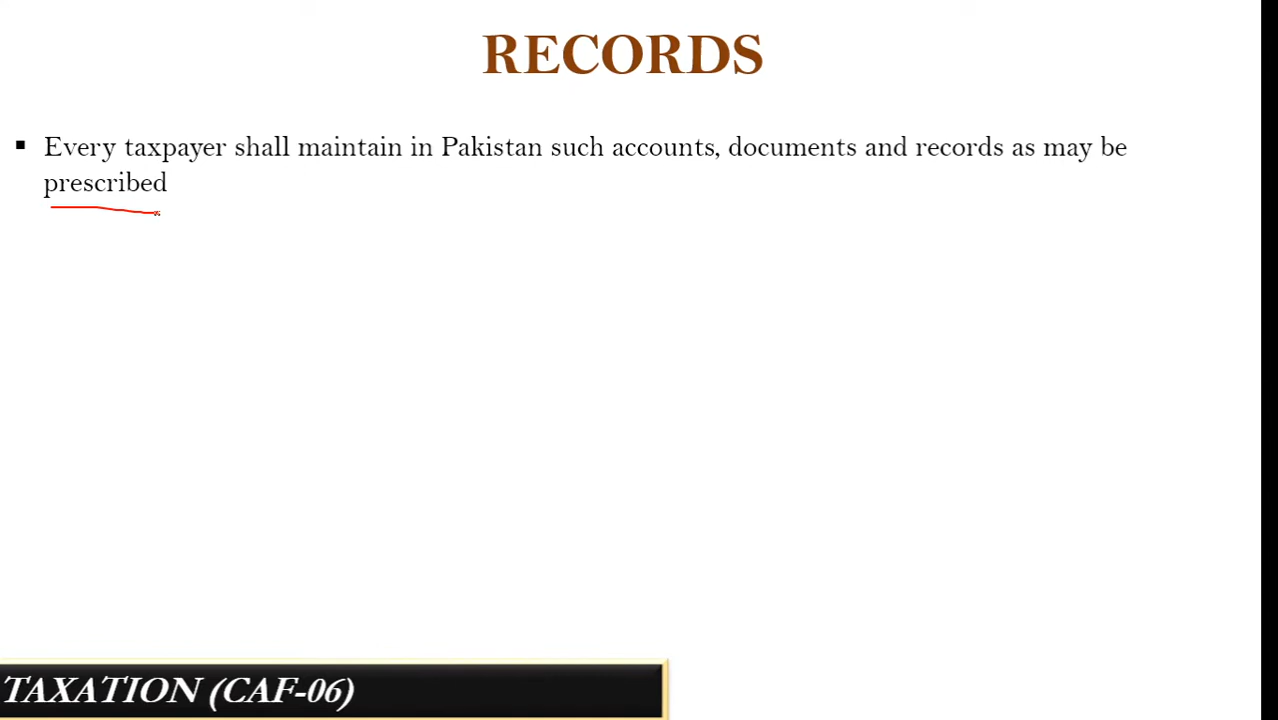 RECORDS
▪ Every taxpayer shall maintain in Pakistan such accounts, documents and records as may be
prescribed
TAXATION (CAF-06)